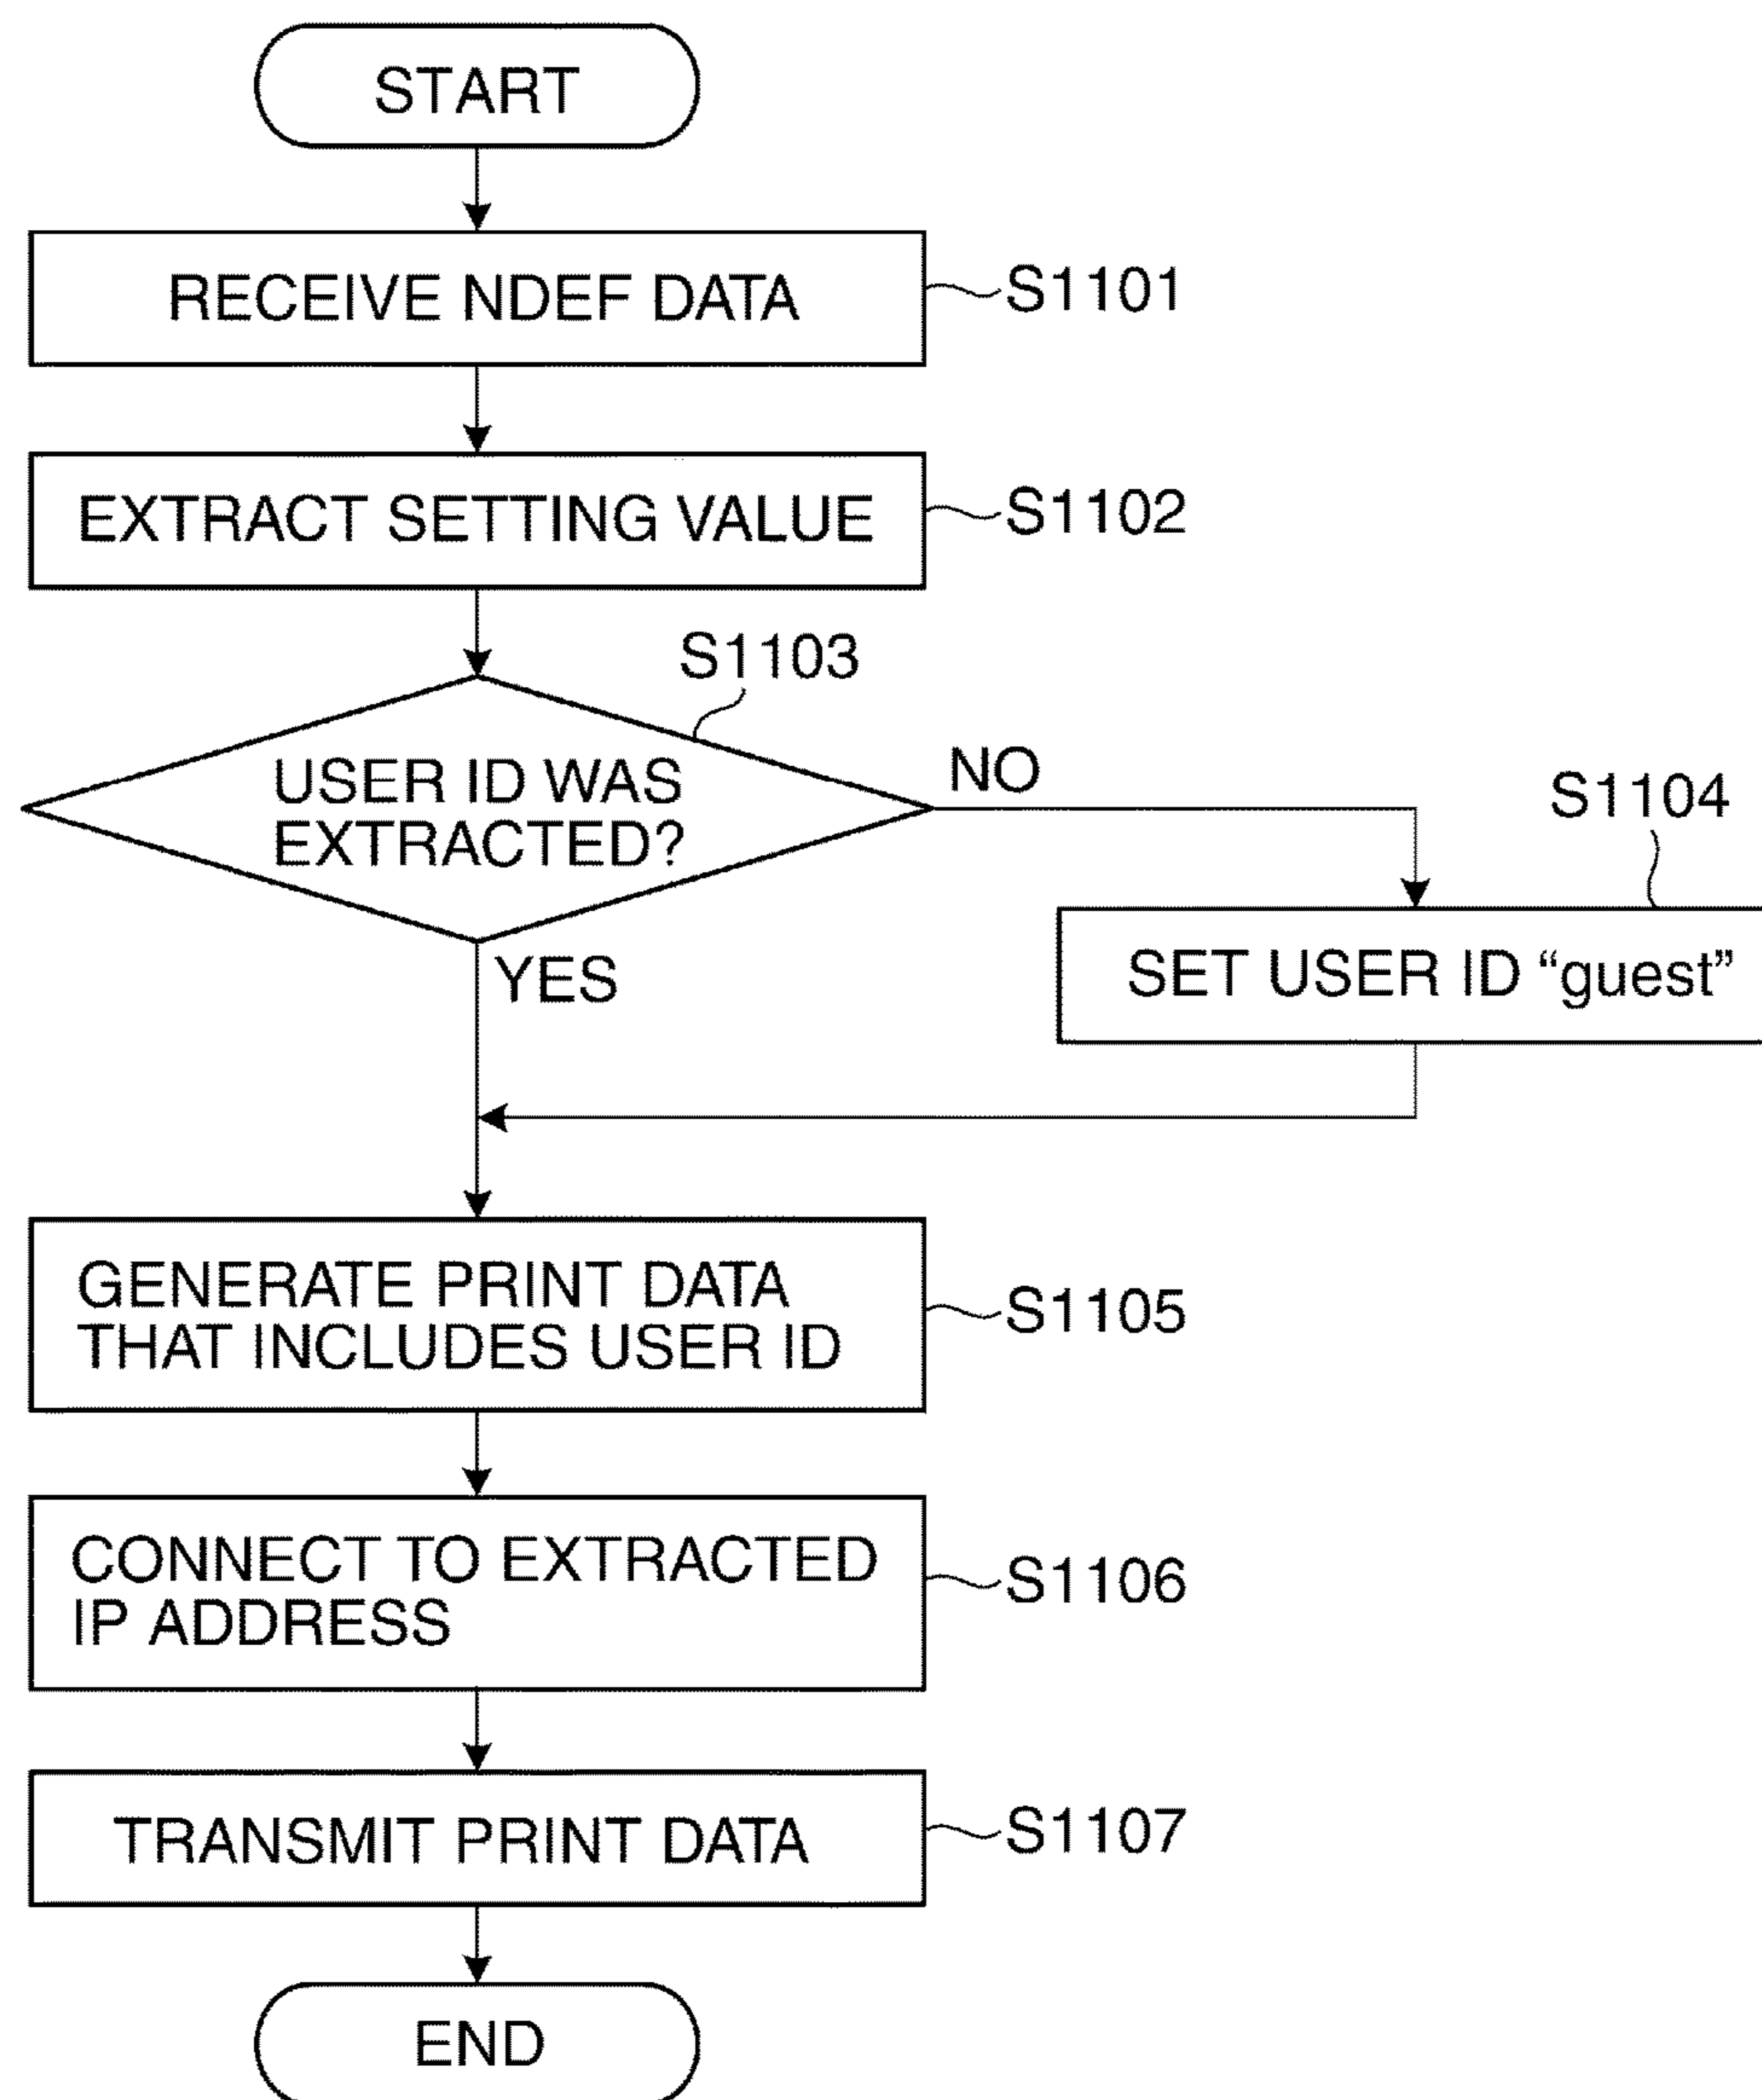 START
RECEIVE NDEF DATA
S1101
EXTRACT SETTING VALUE
S1102
S1103
USER ID WAS
EXTRACTED?
NO
YES
S1104
SET USER ID “guest”
GENERATE PRINT DATA
THAT INCLUDES USER ID
S1105
CONNECT TO EXTRACTED
IP ADDRESS
S1106
TRANSMIT PRINT DATA
S1107
END